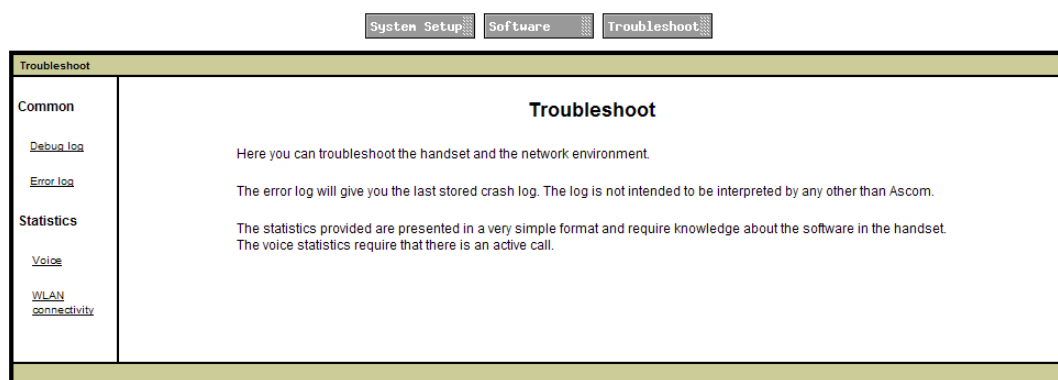 System Setup Software Troubleshoot
Troubleshoot
Common
Debug log
Error log
Statistics
Voice
WLAN
connectivity
Troubleshoot
Here you can troubleshoot the handset and the network environment.
The error log will give you the last stored crash log. The log is not intended to be interpreted by any other than Ascom.
The statistics provided are presented in a very simple format and require knowledge about the software in the handset.
The voice statistics require that there is an active call.